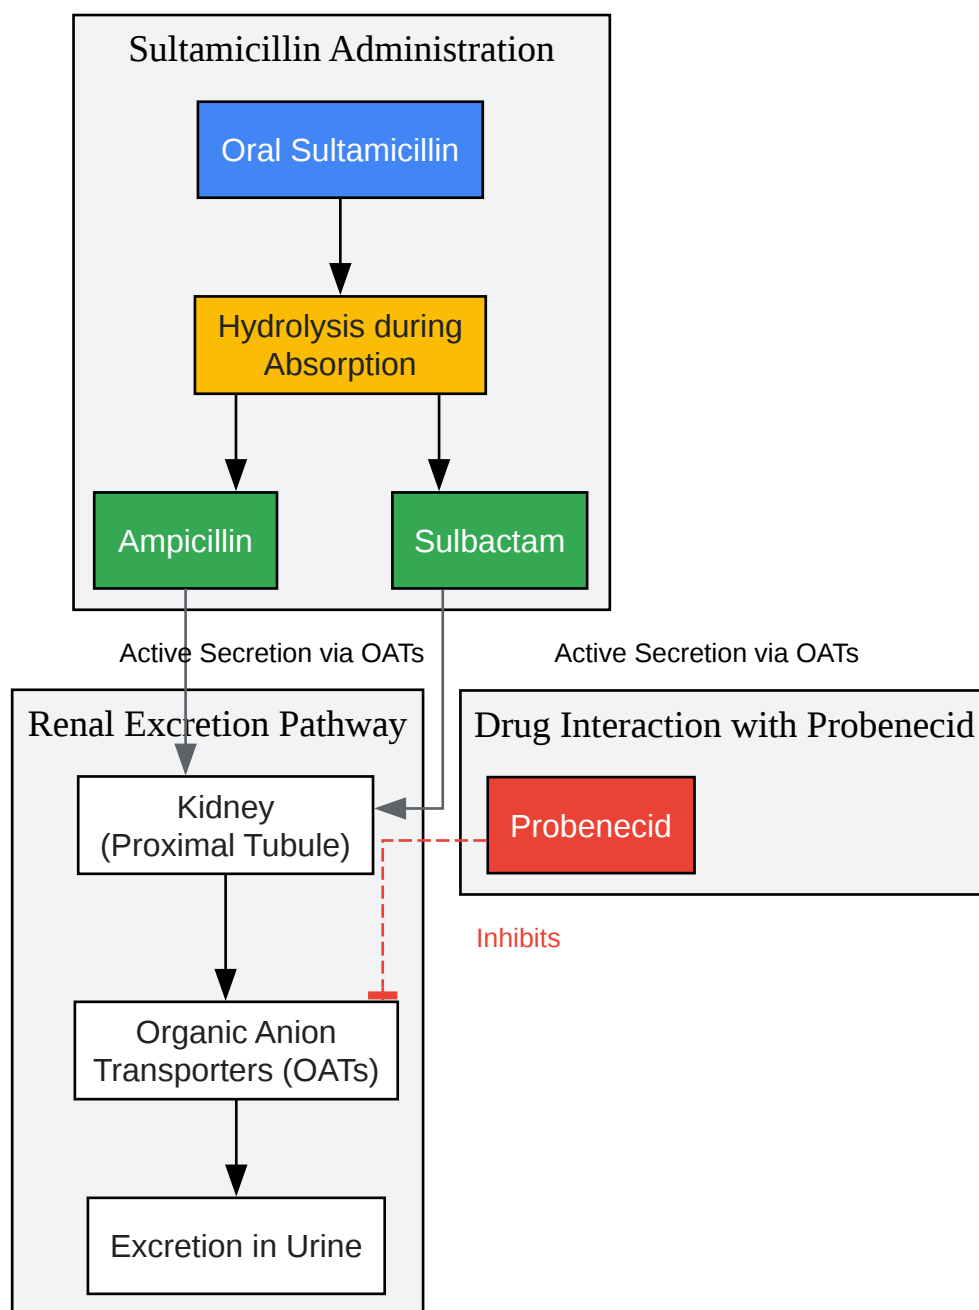 Sultamicillin Administration
Oral Sultamicillin
Hydrolysis during
Absorption
Ampicillin
Sulbactam
Active Secretion via OATs
Active Secretion via OATs
Renal Excretion Pathway
Drug Interaction with Probenecid
Kidney
(Proximal Tubule)
Probenecid
Inhibits
Organic Anion
Transporters (OATs)
Excretion in Urine